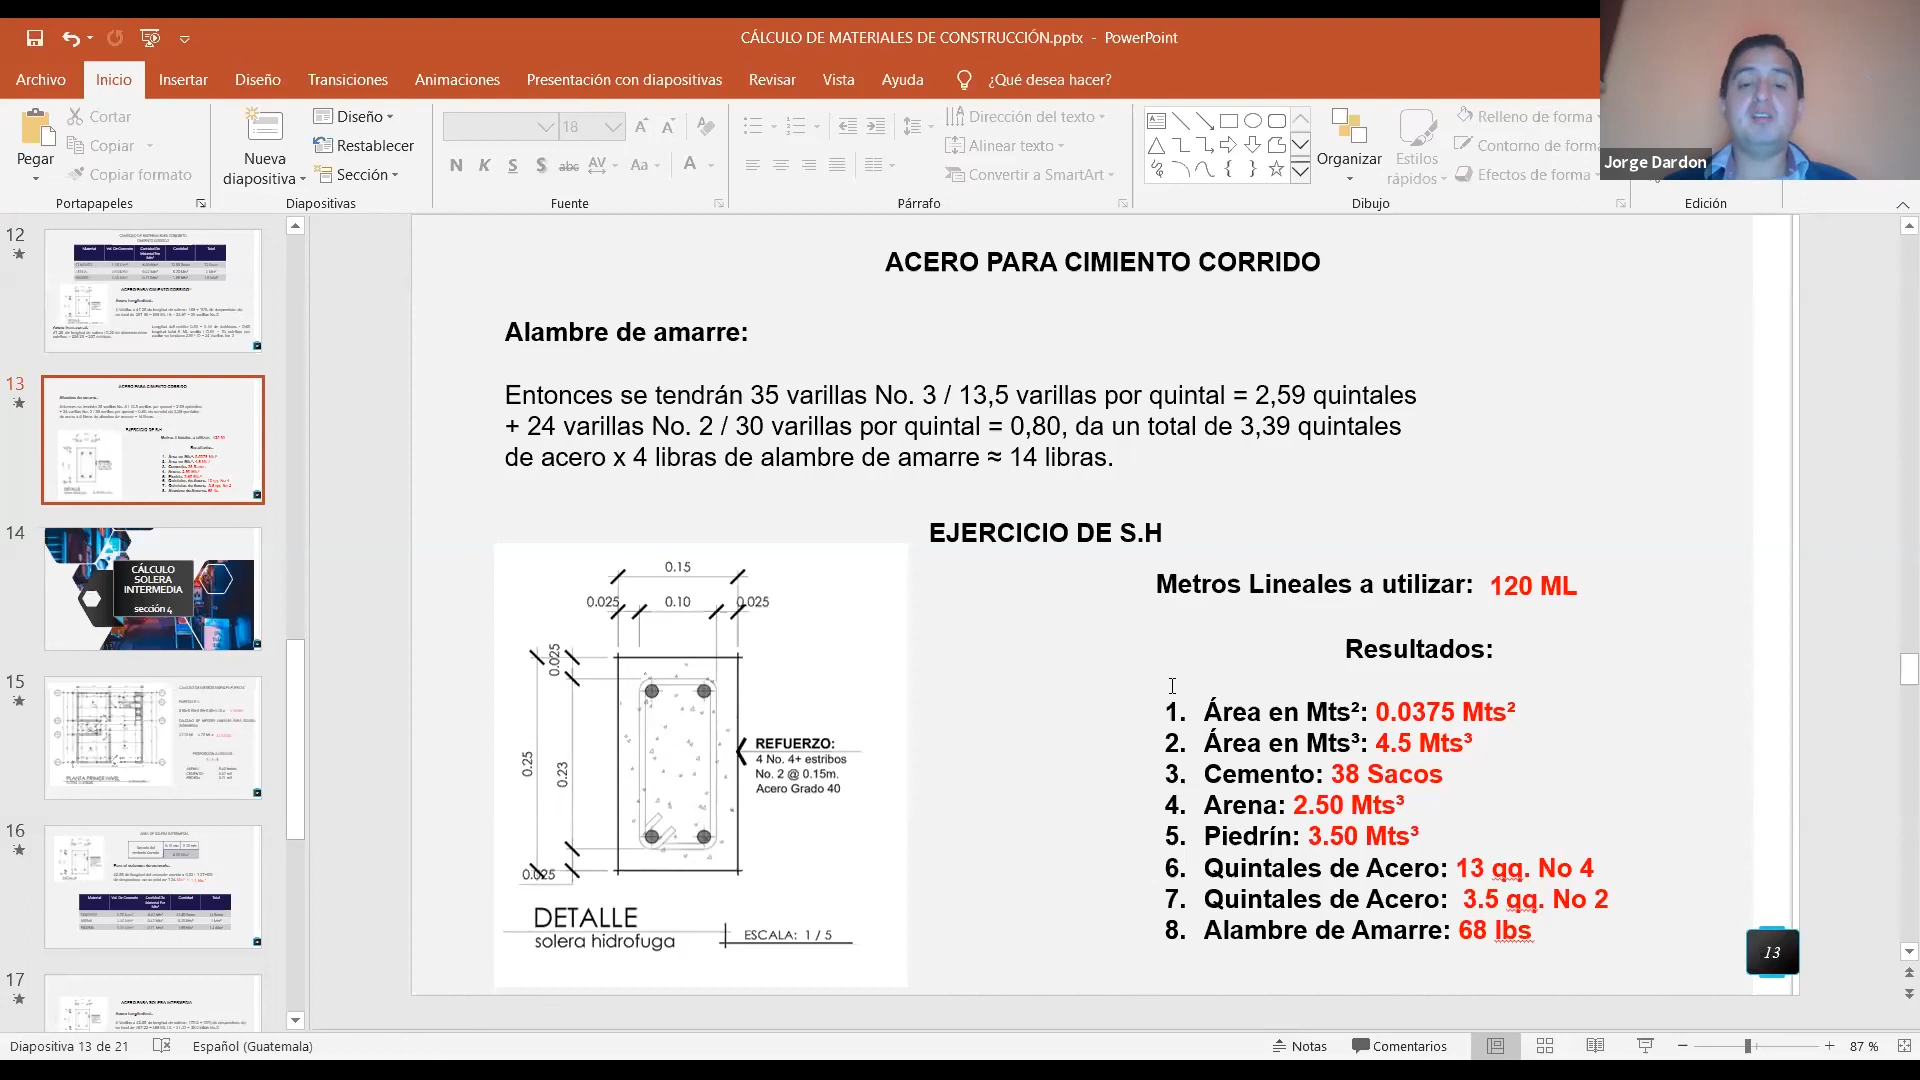 CÁLCULO DE MATERIALES DE CONSTRUCCIÓN.pptx - PowerPoint
Archivo Inicio Insertar Diseño Transiciones Animaciones Presentación con diapositivas Revisar Vista Ayuda ¿Qué desea hacer?
Pegar
Cortar
Copiar
Copiar formato
Portapapeles
Nueva
diapositiva
Diseño
Restablecer
Sección
Diapositivas
18
N K S S abc AV Aa A
Fuente
Dirección del texto
Alinear texto
Convertir a SmartArt
Párrafo
Organizar
Estilos
rápidos
Relleno de forma
Contorno de forma
Efectos de forma
Dibujo
Edición
Jorge Dardon
12
13
14
CÁLCULO
SOLERA
INTERMEDIA
sección 4
15
16
17
ACERO PARA CIMIENTO CORRIDO
Alambre de amarre:
Entonces se tendrán 35 varillas No. 3 / 13,5 varillas por quintal = 2,59 quintales
+ 24 varillas No. 2 / 30 varillas por quintal = 0,80, da un total de 3,39 quintales
de acero x 4 libras de alambre de amarre ≈ 14 libras.
EJERCICIO DE S.H
0.15
0.025 0.10 0.025
0.025
0.25
0.23
0.025
REFUERZO:
4 No. 4+ estribos
No. 2 @ 0.15m.
Acero Grado 40
DETALLE
solera hidrofuga
ESCALA: 1 / 5
Metros Lineales a utilizar: 120 ML
Resultados:
1. Área en Mts²: 0.0375 Mts²
2. Área en Mts³: 4.5 Mts³
3. Cemento: 38 Sacos
4. Arena: 2.50 Mts³
5. Piedrín: 3.50 Mts³
6. Quintales de Acero: 13 qq. No 4
7. Quintales de Acero: 3.5 qq. No 2
8. Alambre de Amarre: 68 lbs
13
Diapositiva 13 de 21 Español (Guatemala) Notas Comentarios 87 %